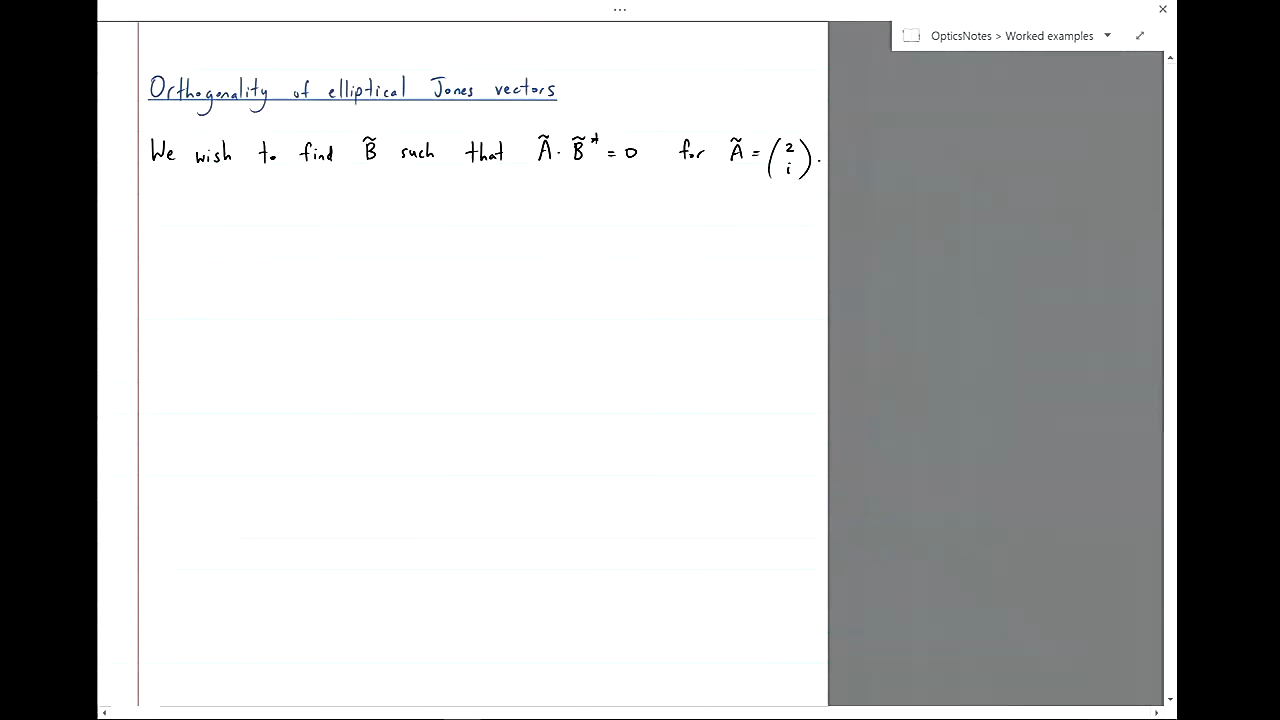 OpticsNotes > Worked examples
Orthogonality of elliptical Jones vectors
We wish to find B̃ such that Ã · B̃* = 0 for Ã = (2 i).